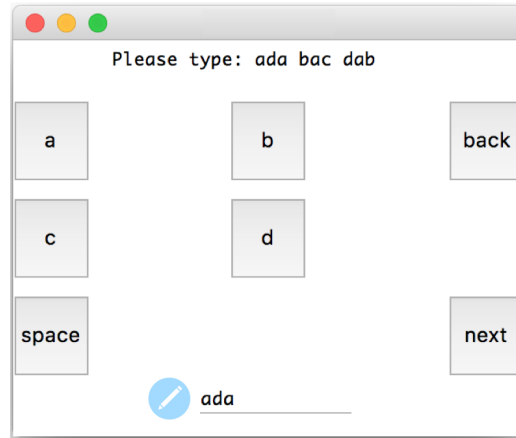 Please type: ada bac dab
a b back
c d
space next
ada